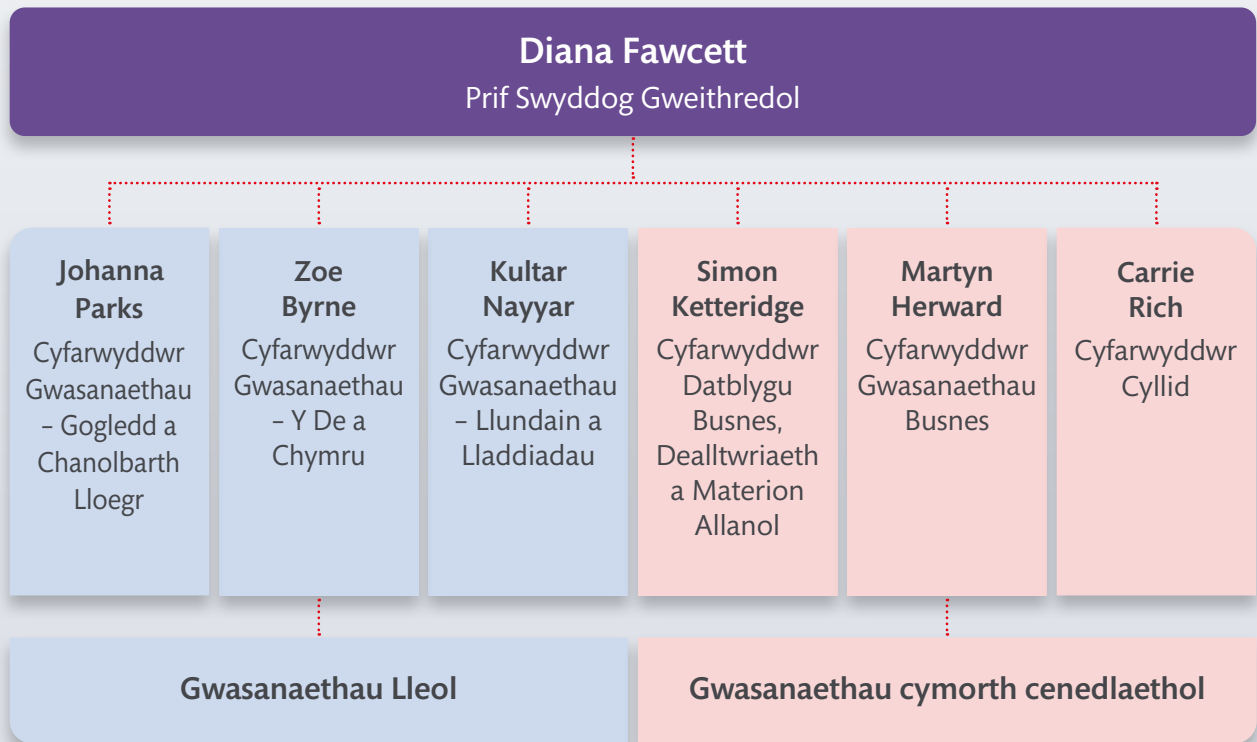 Diana Fawcett
Prif Swyddog Gweithredol
Johanna
Parks
Cyfarwyddwr
Gwasanaethau
– Gogledd a
Chanolbarth
Lloegr
Zoe
Byrne
Cyfarwyddwr
Gwasanaethau
– Y De a
Chymru
Kultar
Nayyar
Cyfarwyddwr
Gwasanaethau
– Llundain a
Lladdiadau
Simon
Ketteridge
Cyfarwyddwr
Datblygu
Busnes,
Dealltwriaeth
a Materion
Allanol
Martyn
Herward
Cyfarwyddwr
Gwasanaethau
Busnes
Carrie
Rich
Cyfarwyddwr
Cyllid
Gwasanaethau Lleol
Gwasanaethau cymorth cenedlaethol